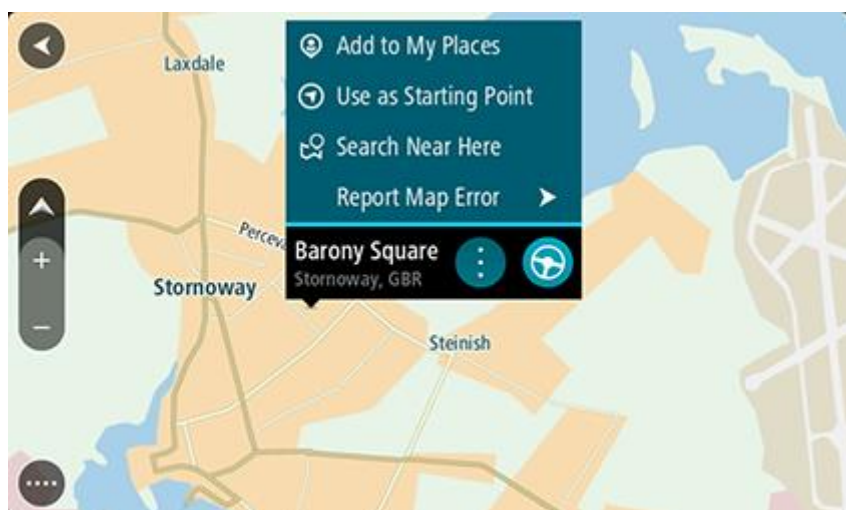 Add to My Places
Laxdale
Use as Starting Point
Search Near Here
Report Map Error
Barony Square
Stornoway, GBR
Stornoway
Steinish